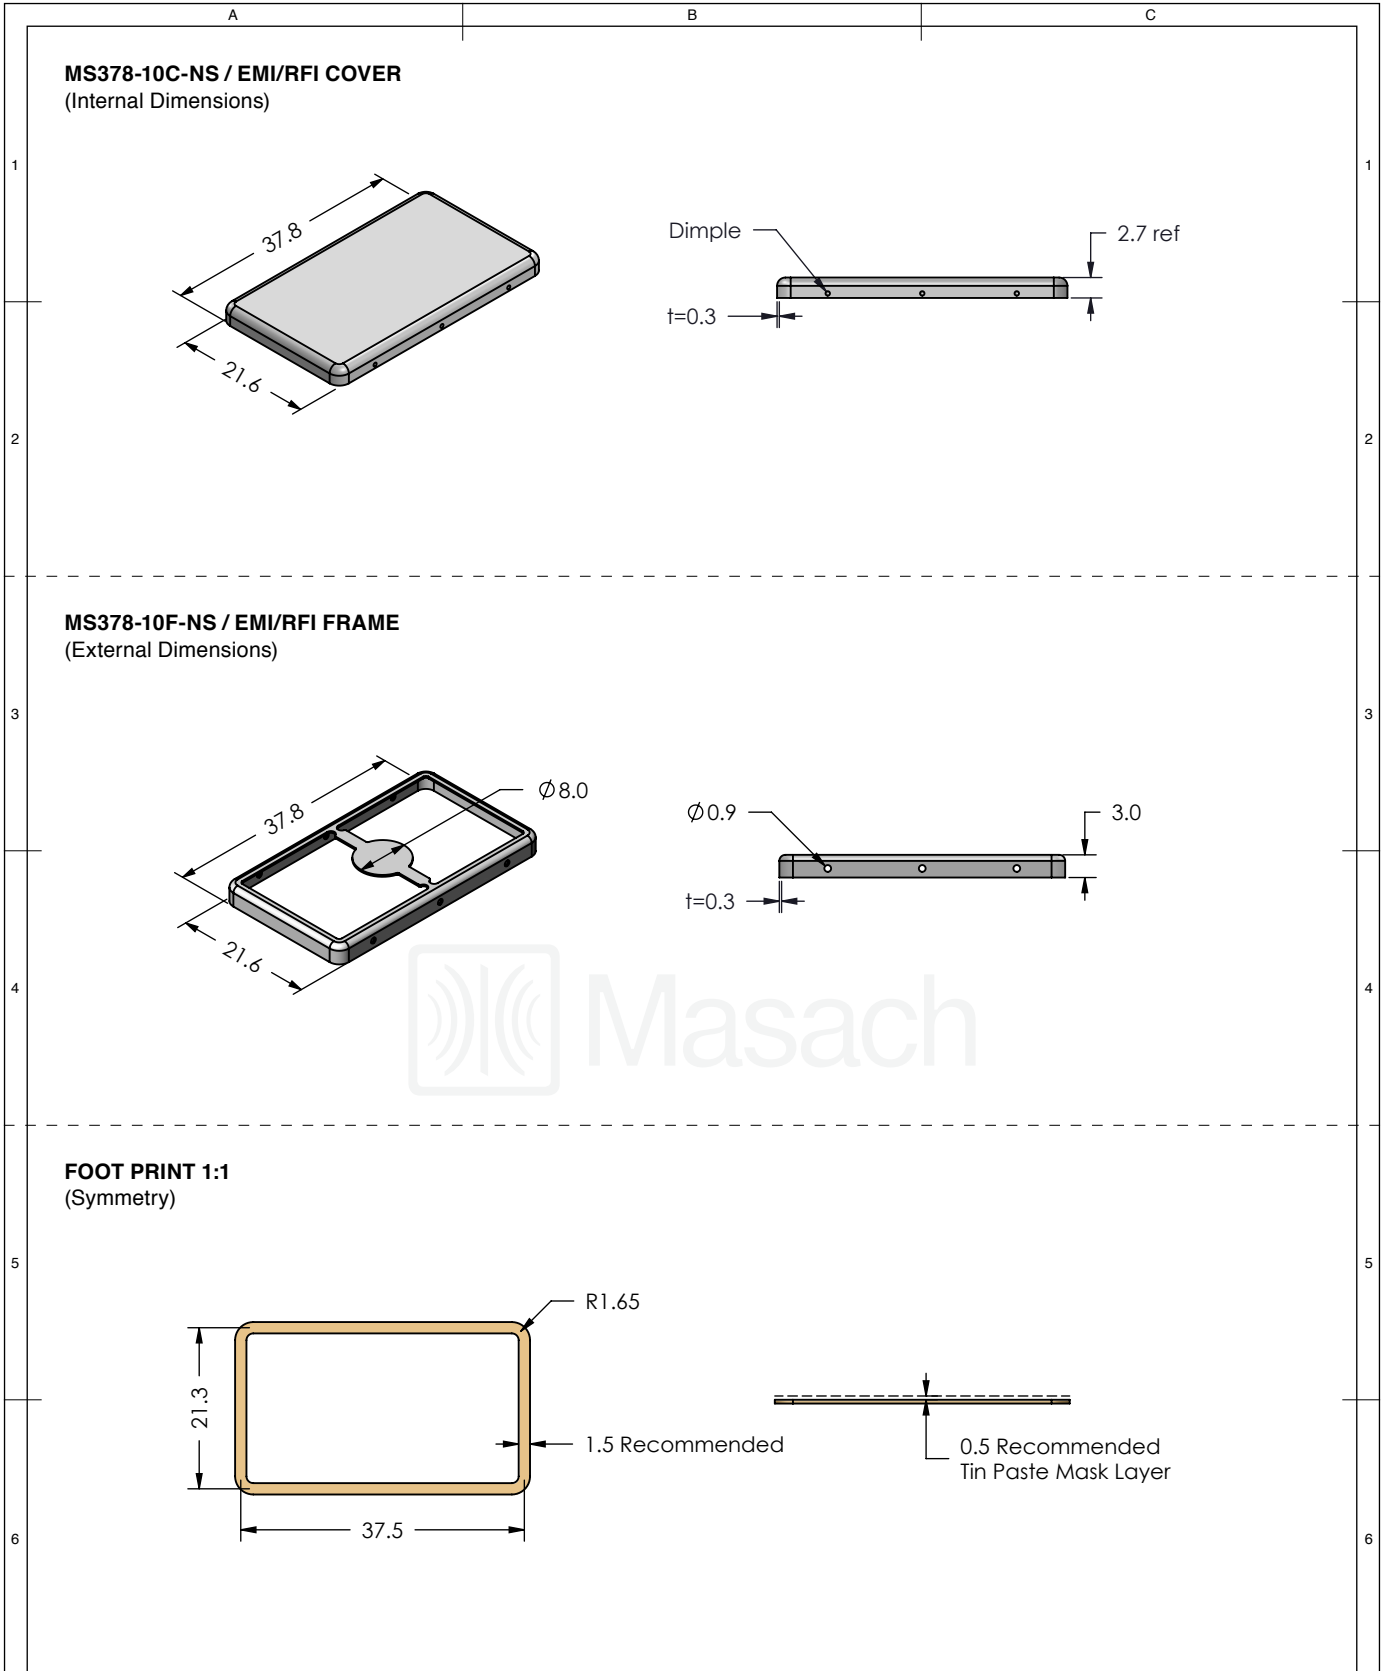 A B C
MS378-10C-NS / EMI/RFI COVER
(Internal Dimensions)
1 1
37.8
Dimple
2.7 ref
t=0.3
21.6
2 2
MS378-10F-NS / EMI/RFI FRAME
(External Dimensions)
3 3
Ø8.0
37.8
Ø0.9
3.0
t=0.3
21.6
4 4
Masach
FOOT PRINT 1:1
(Symmetry)
5 5
R1.65
21.3
1.5 Recommended
0.5 Recommended
Tin Paste Mask Layer
37.5
6 6